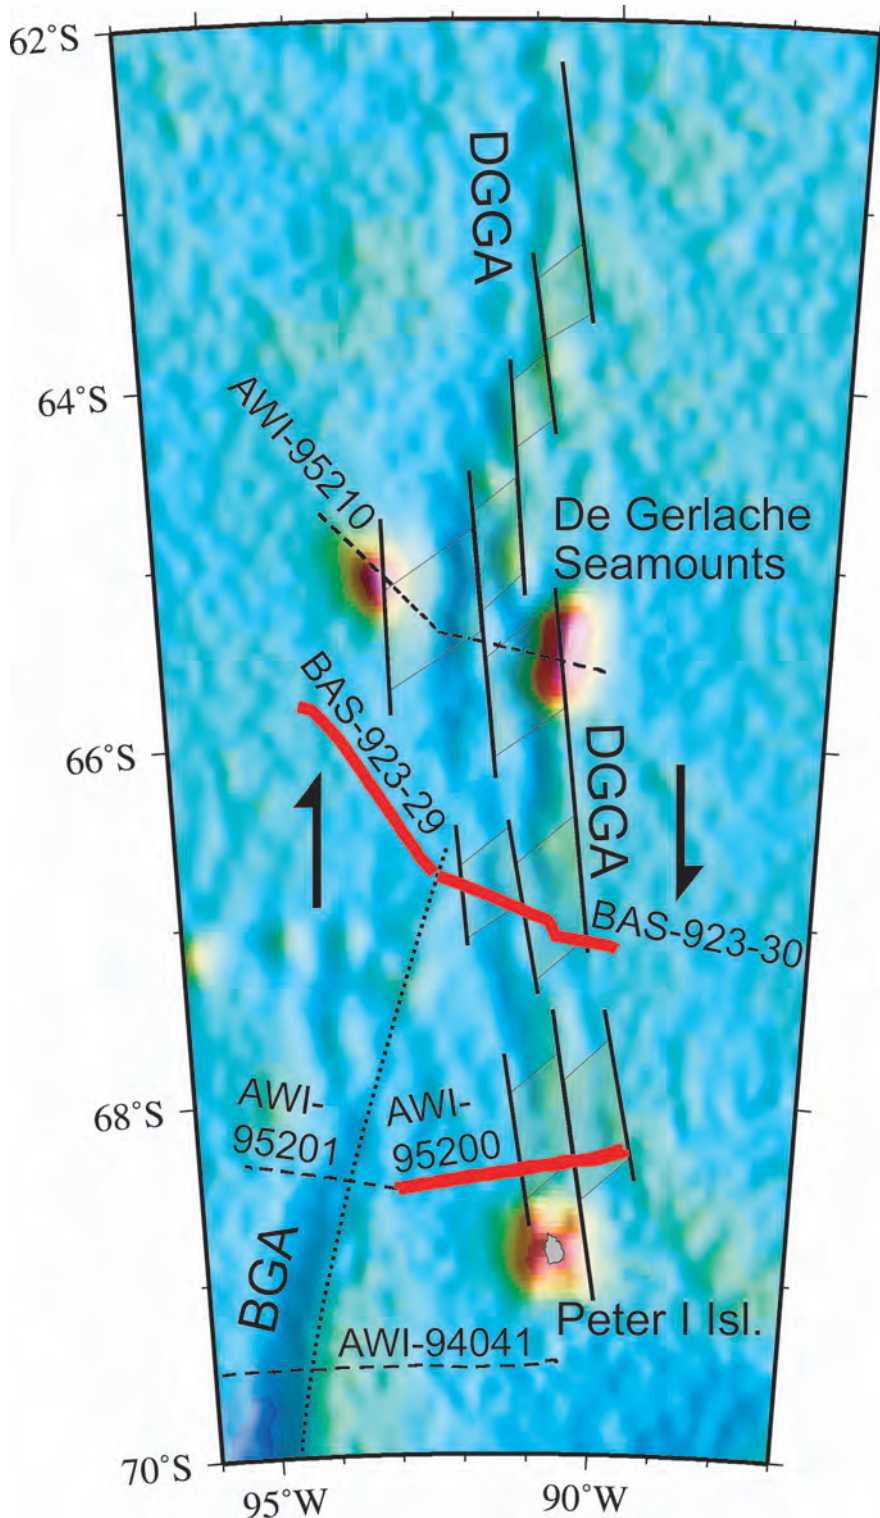 62°S
DGGA
64°S
AWI-95210
De Gerlache
Seamounts
BAS-923-29
66°S
DGGA
BAS-923-30
68°S
AWI-
95201
AWI-
95200
BGA
AWI-94041
Peter I Isl.
70°S
95°W
90°W